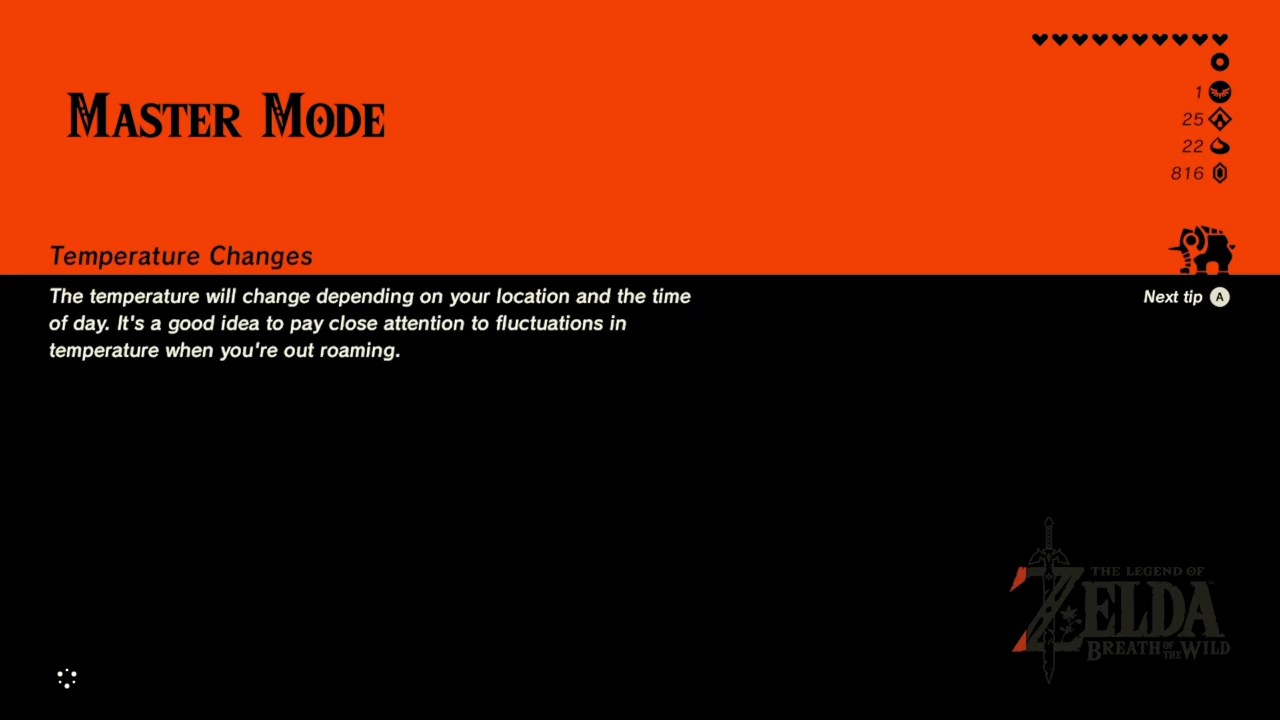 MASTER MODE
1
25
22
816
Temperature Changes
The temperature will change depending on your location and the time
of day. It's a good idea to pay close attention to fluctuations in
temperature when you're out roaming.
Next tip A
THE LEGEND OF
ZELDA
BREATH OF THE WILD